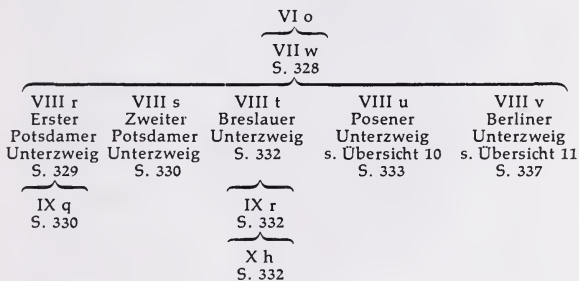 VI o
VII w
S. 328
VIII r VIII s VIII t VIII u VIII v
Erster Zweiter Breslauer Posener Berliner
Potsdamer Potsdamer Unterzweig Unterzweig Unterzweig
Unterzweig Unterzweig S. 332 s. Übersicht 10 s. Übersicht 11
S. 329 S. 330 S. 333 S. 337
IX q IX r
S. 330 S. 332
X h
S. 332